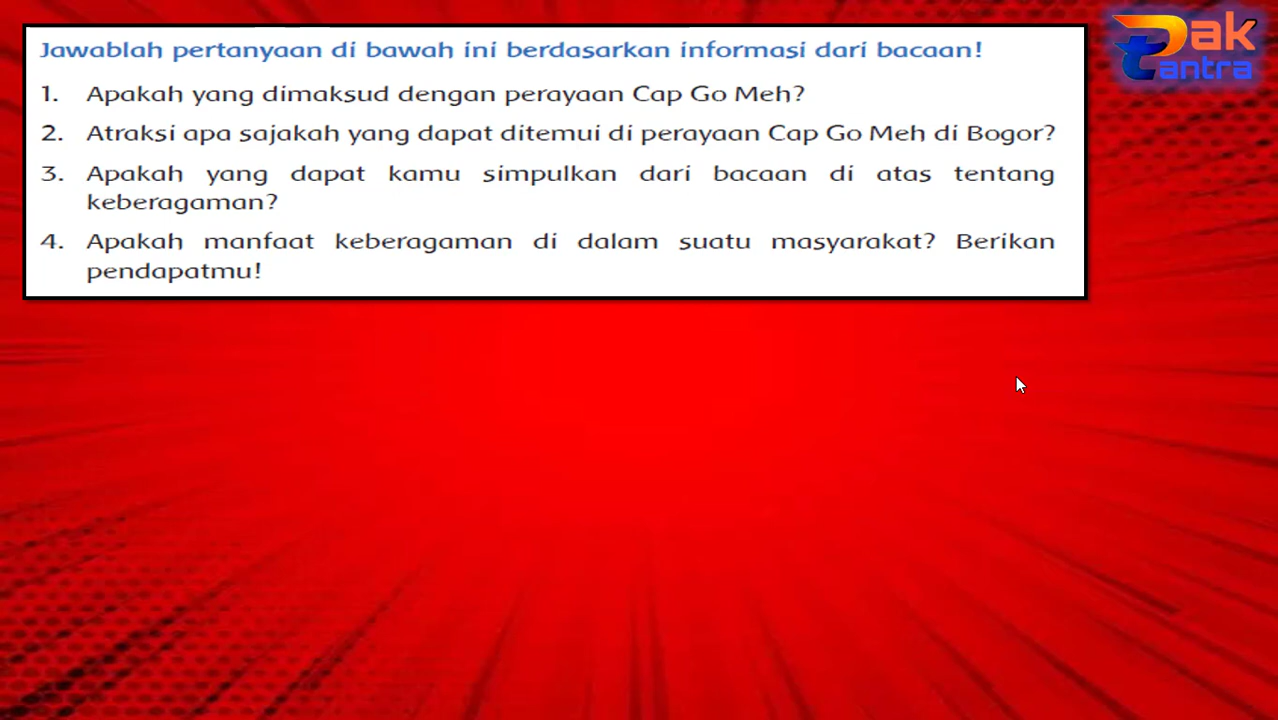 Jawablah pertanyaan di bawah ini berdasarkan informasi dari bacaan!
1. Apakah yang dimaksud dengan perayaan Cap Go Meh?
2. Atraksi apa sajakah yang dapat ditemui di perayaan Cap Go Meh di Bogor?
3. Apakah yang dapat kamu simpulkan dari bacaan di atas tentang
keberagaman?
4. Apakah manfaat keberagaman di dalam suatu masyarakat? Berikan
pendapatmu!
Pak
tantra